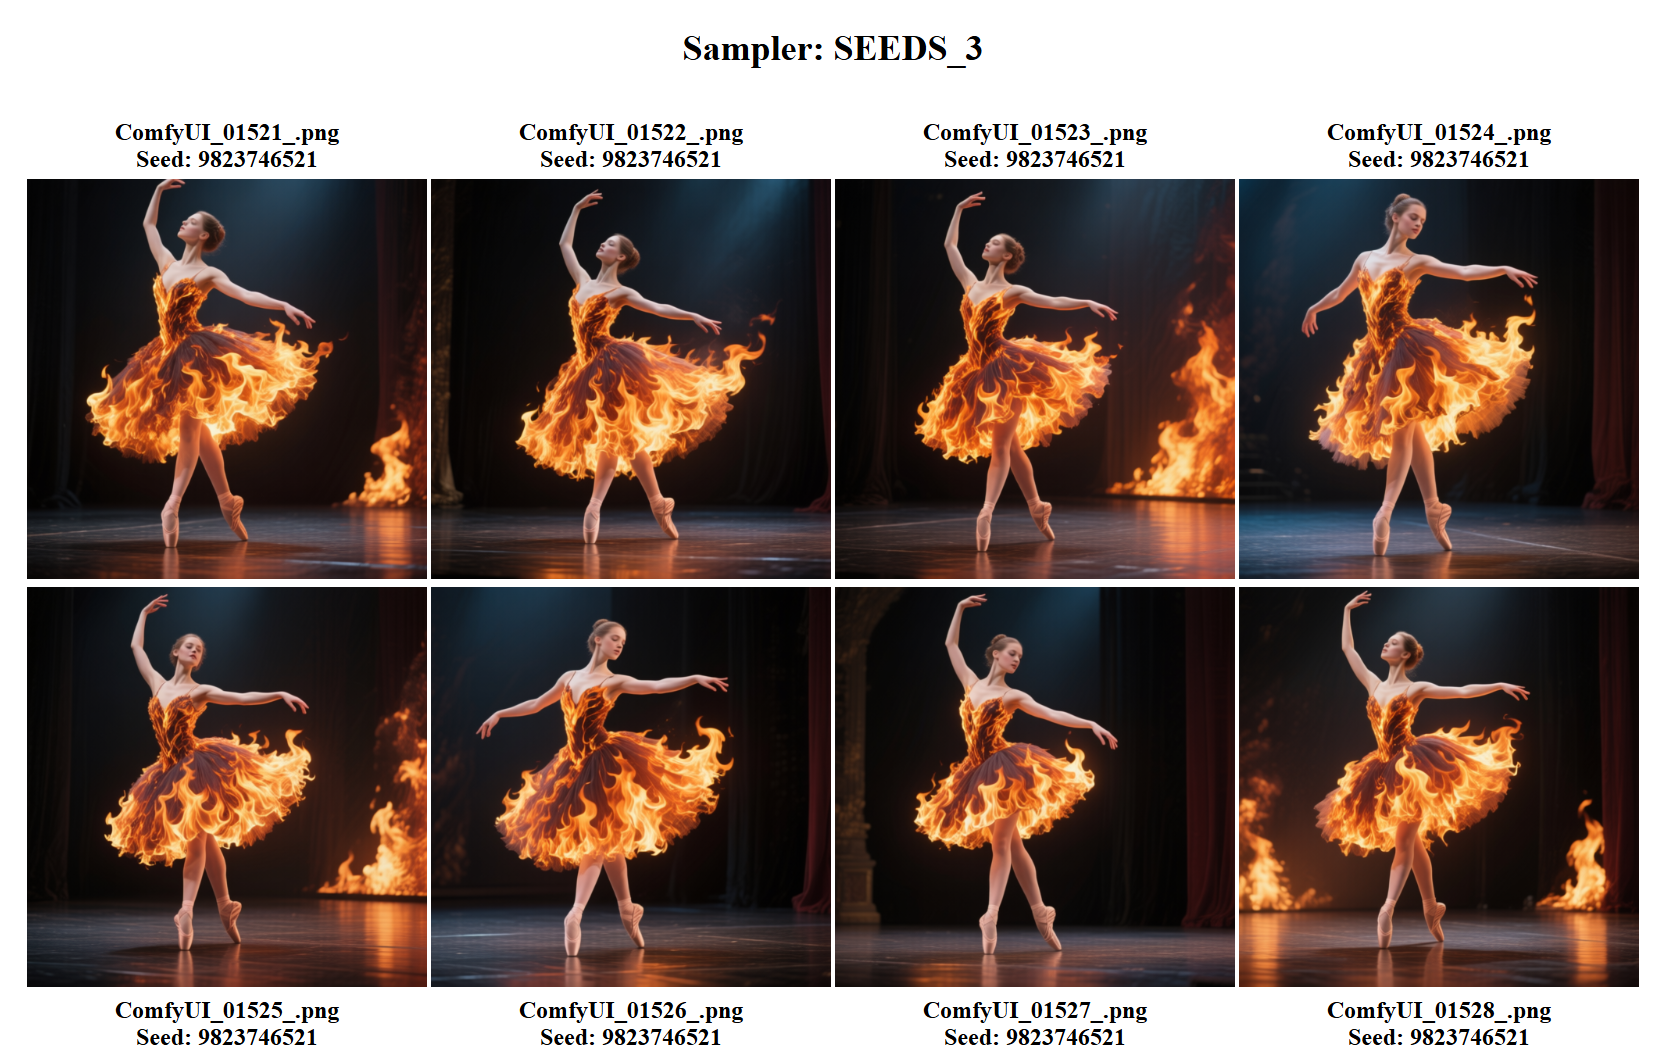 Sampler: SEEDS_3
ComfyUI_01521_.png
Seed: 9823746521
ComfyUI_01522_.png
Seed: 9823746521
ComfyUI_01523_.png
Seed: 9823746521
ComfyUI_01524_.png
Seed: 9823746521
ComfyUI_01525_.png
Seed: 9823746521
ComfyUI_01526_.png
Seed: 9823746521
ComfyUI_01527_.png
Seed: 9823746521
ComfyUI_01528_.png
Seed: 9823746521